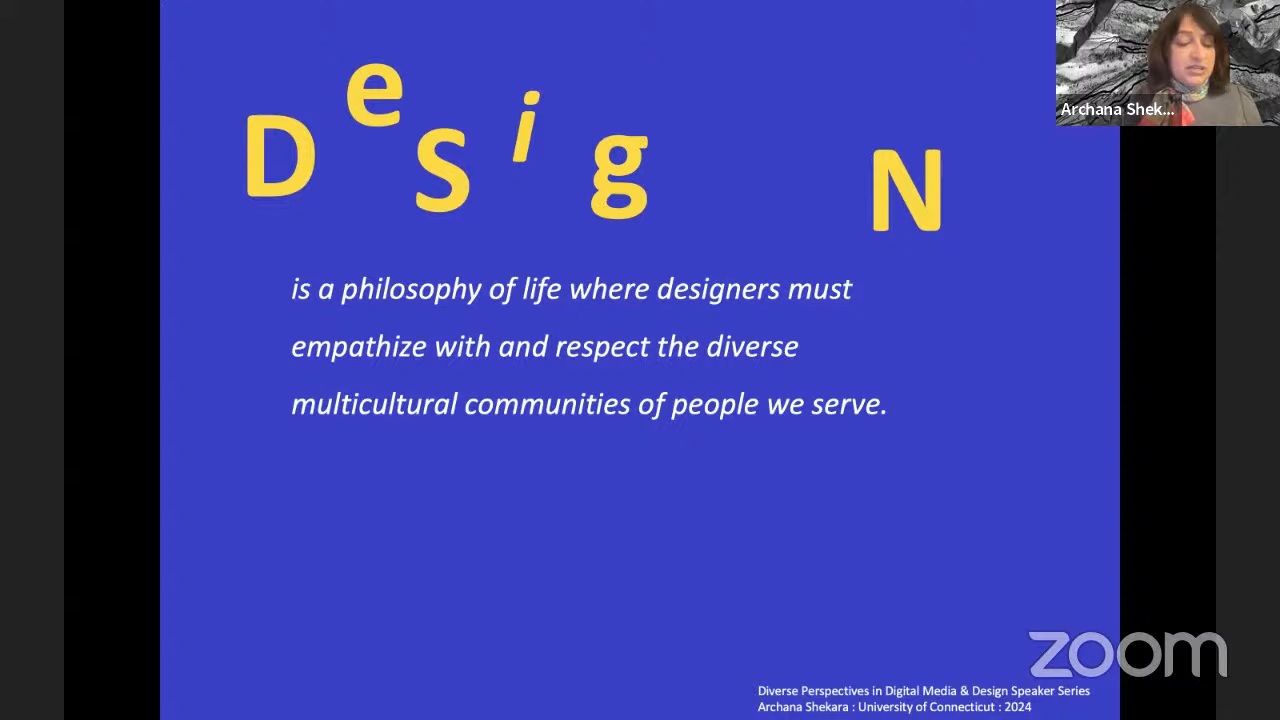 DeSigN
Archana Shek...
is a philosophy of life where designers must
empathize with and respect the diverse
multicultural communities of people we serve.
zoom
Diverse Perspectives in Digital Media & Design Speaker Series
Archana Shekara : University of Connecticut : 2024